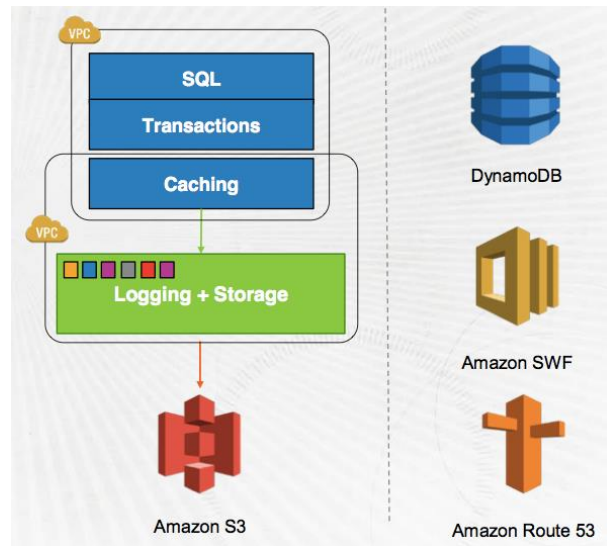 VPC
SQL
Transactions
Caching
VPC
Logging + Storage
Amazon S3
DynamoDB
Amazon SWF
Amazon Route 53